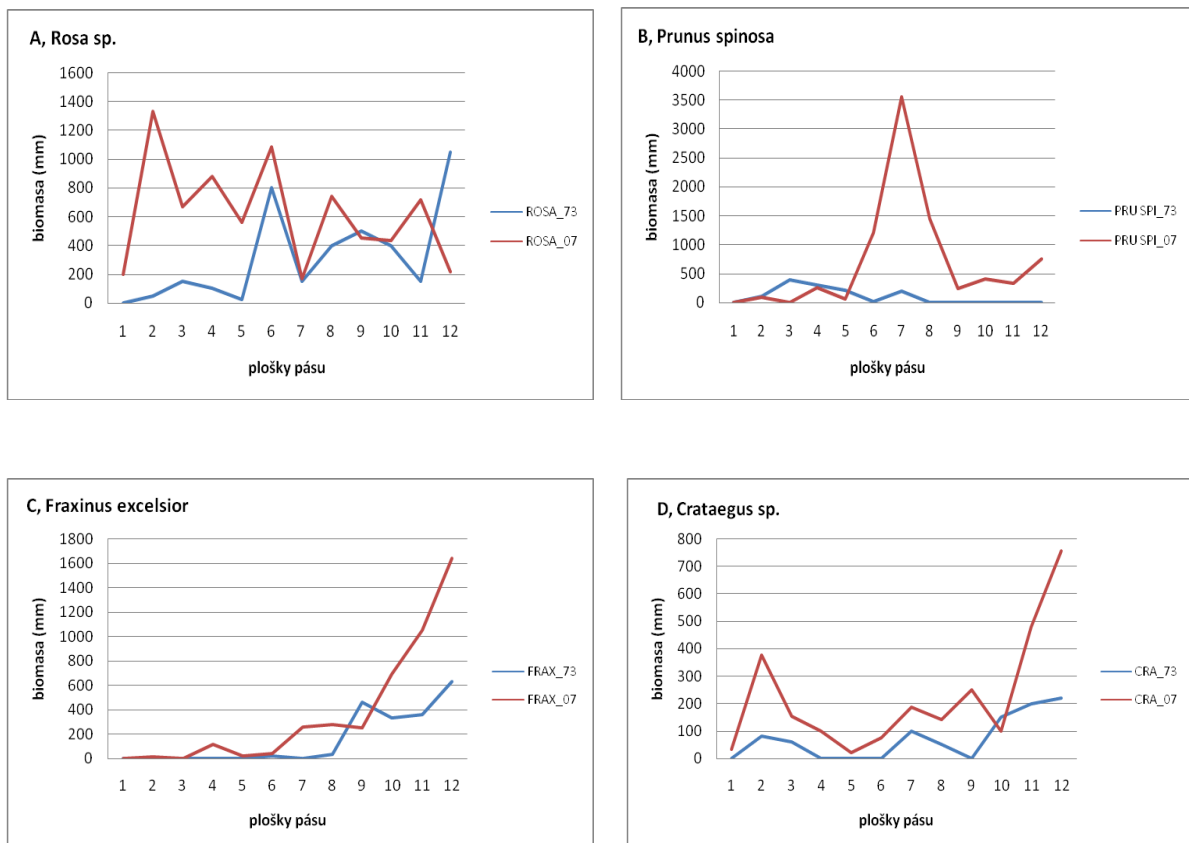 A, Rosa sp.
biomasa (mm)
1600
1400
1200
1000
800
600
400
200
0
1 2 3 4 5 6 7 8 9 10 11 12
plošky pásu
ROSA_73
ROSA_07
B, Prunus spinosa
biomasa (mm)
4000
3500
3000
2500
2000
1500
1000
500
0
1 2 3 4 5 6 7 8 9 10 11 12
plošky pásu
PRU SPI_73
PRU SPI_07
C, Fraxinus excelsior
biomasa (mm)
1800
1600
1400
1200
1000
800
600
400
200
0
1 2 3 4 5 6 7 8 9 10 11 12
plošky pásu
FRAX_73
FRAX_07
D, Crataegus sp.
biomasa (mm)
800
700
600
500
400
300
200
100
0
1 2 3 4 5 6 7 8 9 10 11 12
plošky pásu
CRA_73
CRA_07